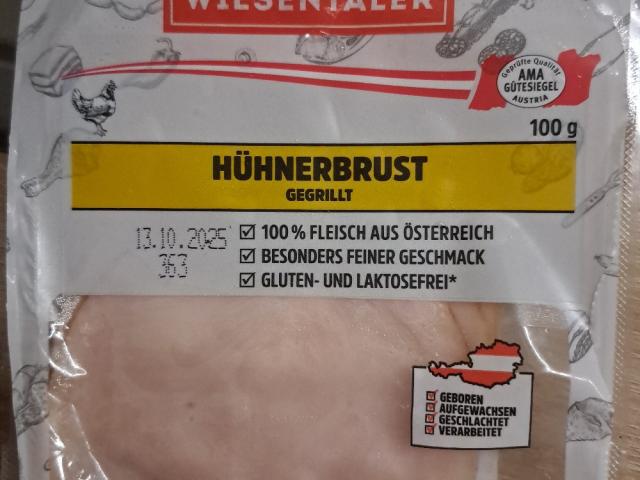 WIESENTALER
Geprüfte Qualität
AMA
GÜTESIEGEL
AUSTRIA
100 g
HÜHNERBRUST
GEGRILLT
13.10.2025
363
100 % FLEISCH AUS ÖSTERREICH
BESONDERS FEINER GESCHMACK
GLUTEN- UND LAKTOSEFREI*
GEBOREN
AUFGEWACHSEN
GESCHLACHTET
VERARBEITET